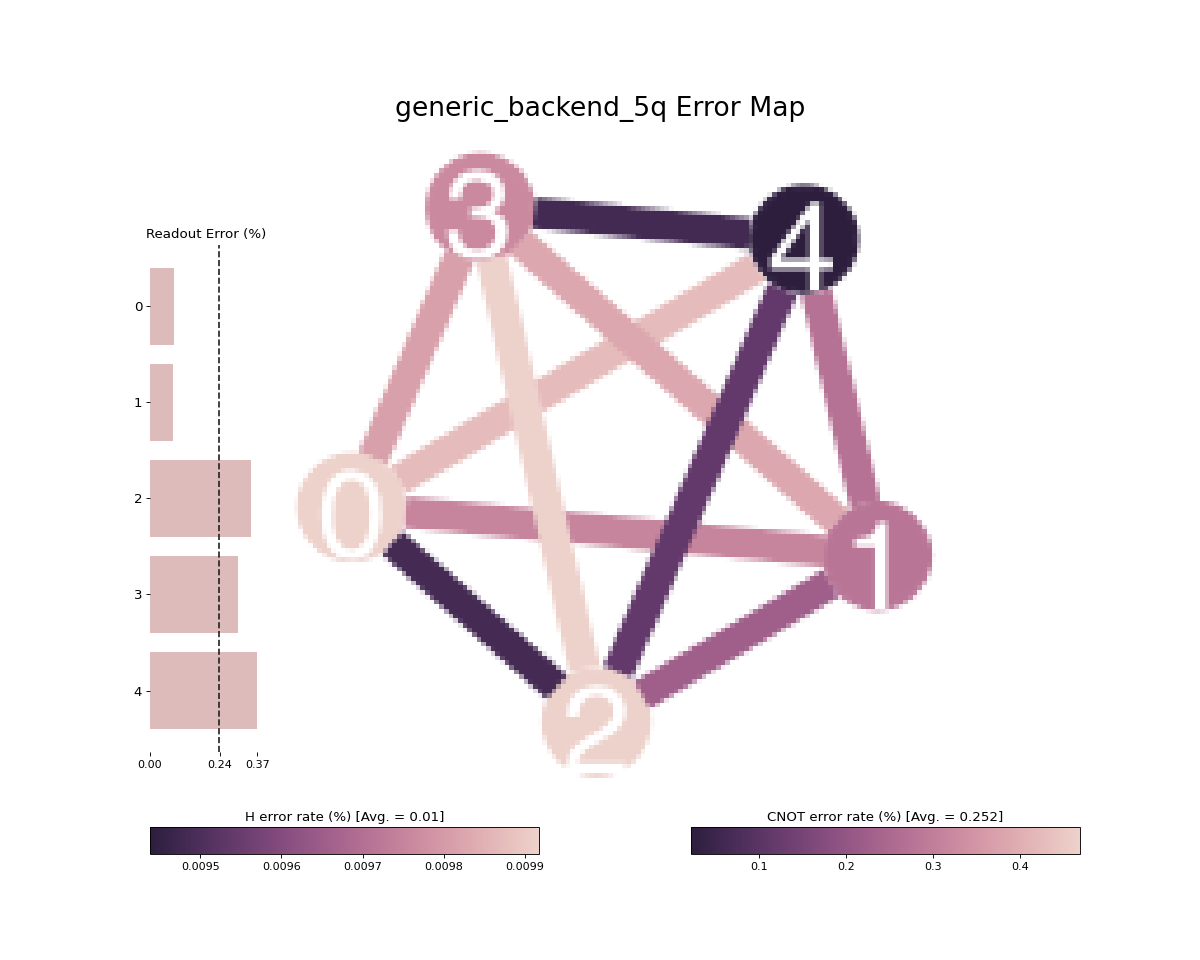 generic_backend_5q Error Map
3
4
Readout Error (%)
0
1
2
3
4
0
1
2
0.00 0.24 0.37
H error rate (%) [Avg. = 0.01]
0.0095 0.0096 0.0097 0.0098 0.0099
CNOT error rate (%) [Avg. = 0.252]
0.1 0.2 0.3 0.4